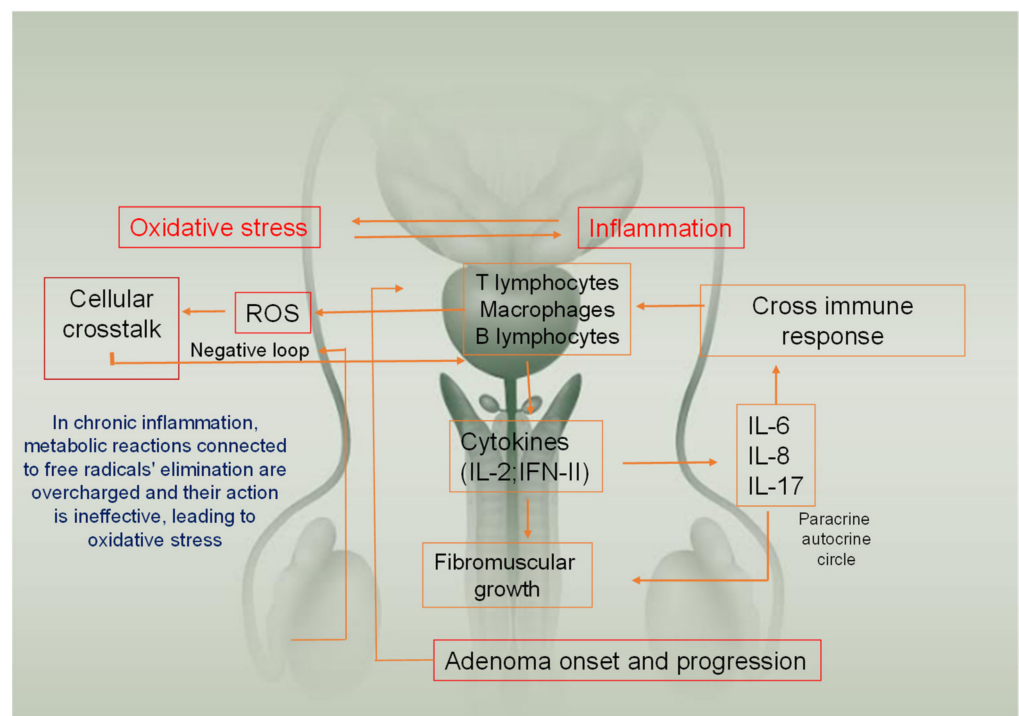 Oxidative stress
Inflammation
T lymphocytes
Macrophages
B lymphocytes
Cellular
crosstalk
ROS
Cross immune
response
Negative loop
In chronic inflammation,
metabolic reactions connected
to free radicals' elimination are
overcharged and their action
is ineffective, leading to
oxidative stress
Cytokines
(IL-2;IFN-II)
IL-6
IL-8
IL-17
Paracrine
autocrine
circle
Fibromuscular
growth
Adenoma onset and progression